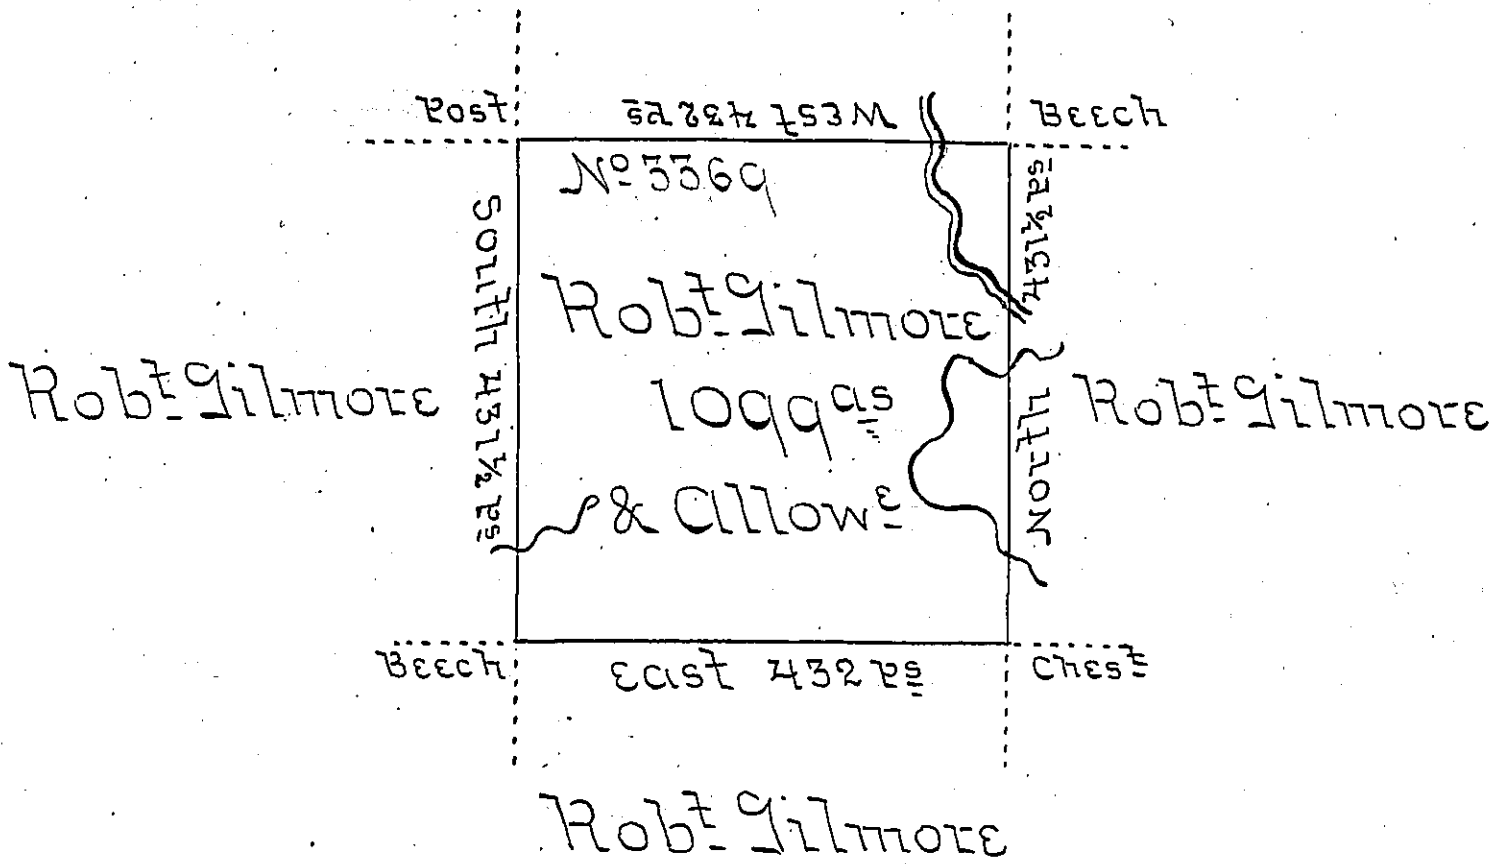 Post
West 432 Ps
Beech
No 3369
South 431½ Ps
North 431½ Ps
Robt Gilmore
Robt Gilmore
1099 as
& Allowe
Robt Gilmore
Beech
East 432 Ps
Chest
Robt Gilmore